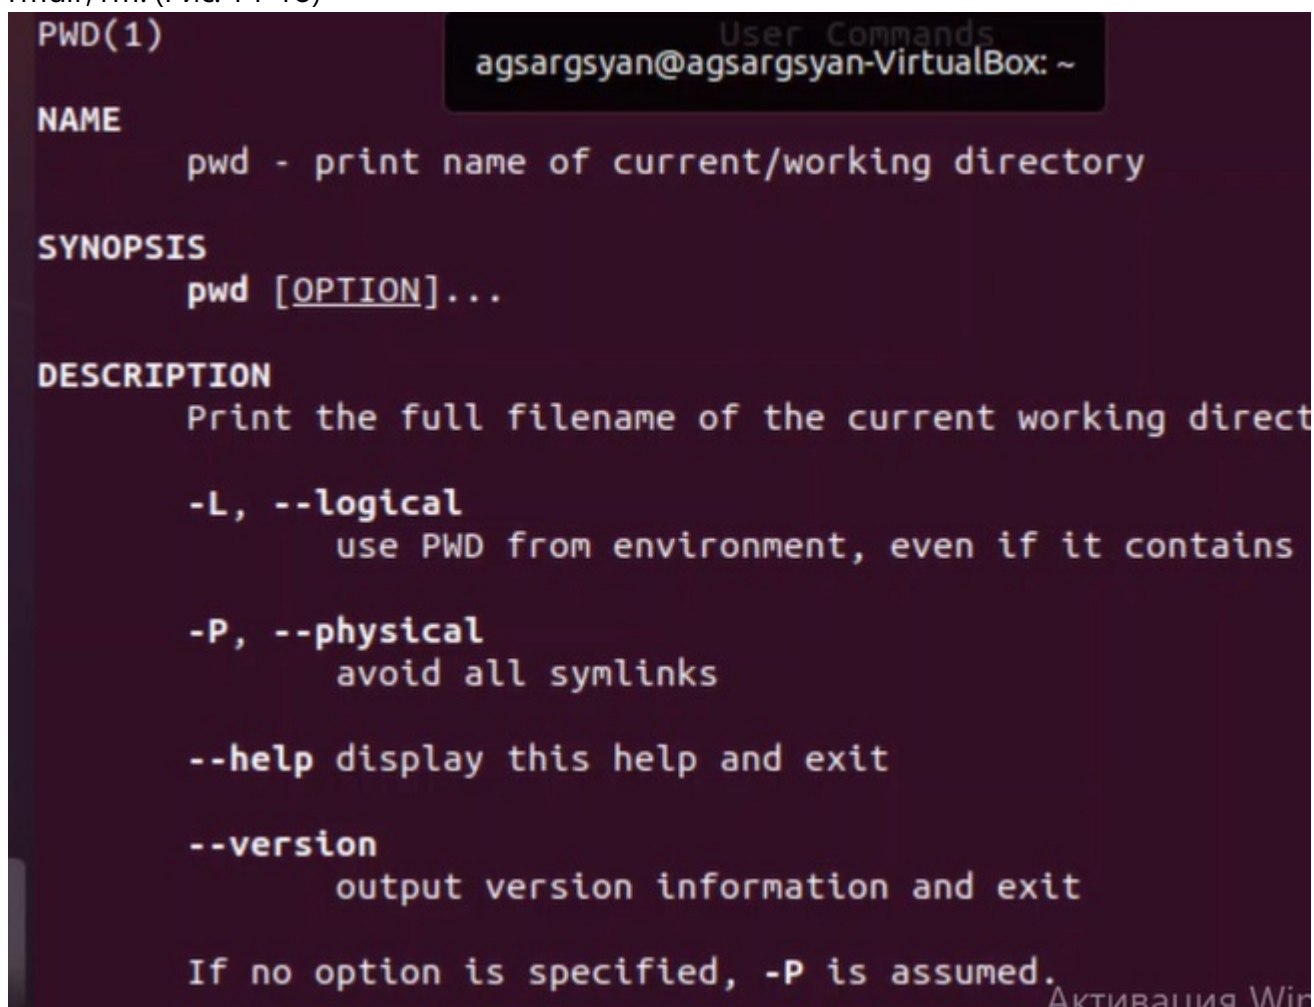 PWD(1) User Commands
agsargsyan@agsargsyan-VirtualBox: ~
NAME
pwd - print name of current/working directory
SYNOPSIS
pwd [OPTION]...
DESCRIPTION
Print the full filename of the current working direct
-L, --logical
use PWD from environment, even if it contains
-P, --physical
avoid all symlinks
--help display this help and exit
--version
output version information and exit
If no option is specified, -P is assumed.
Активация Win